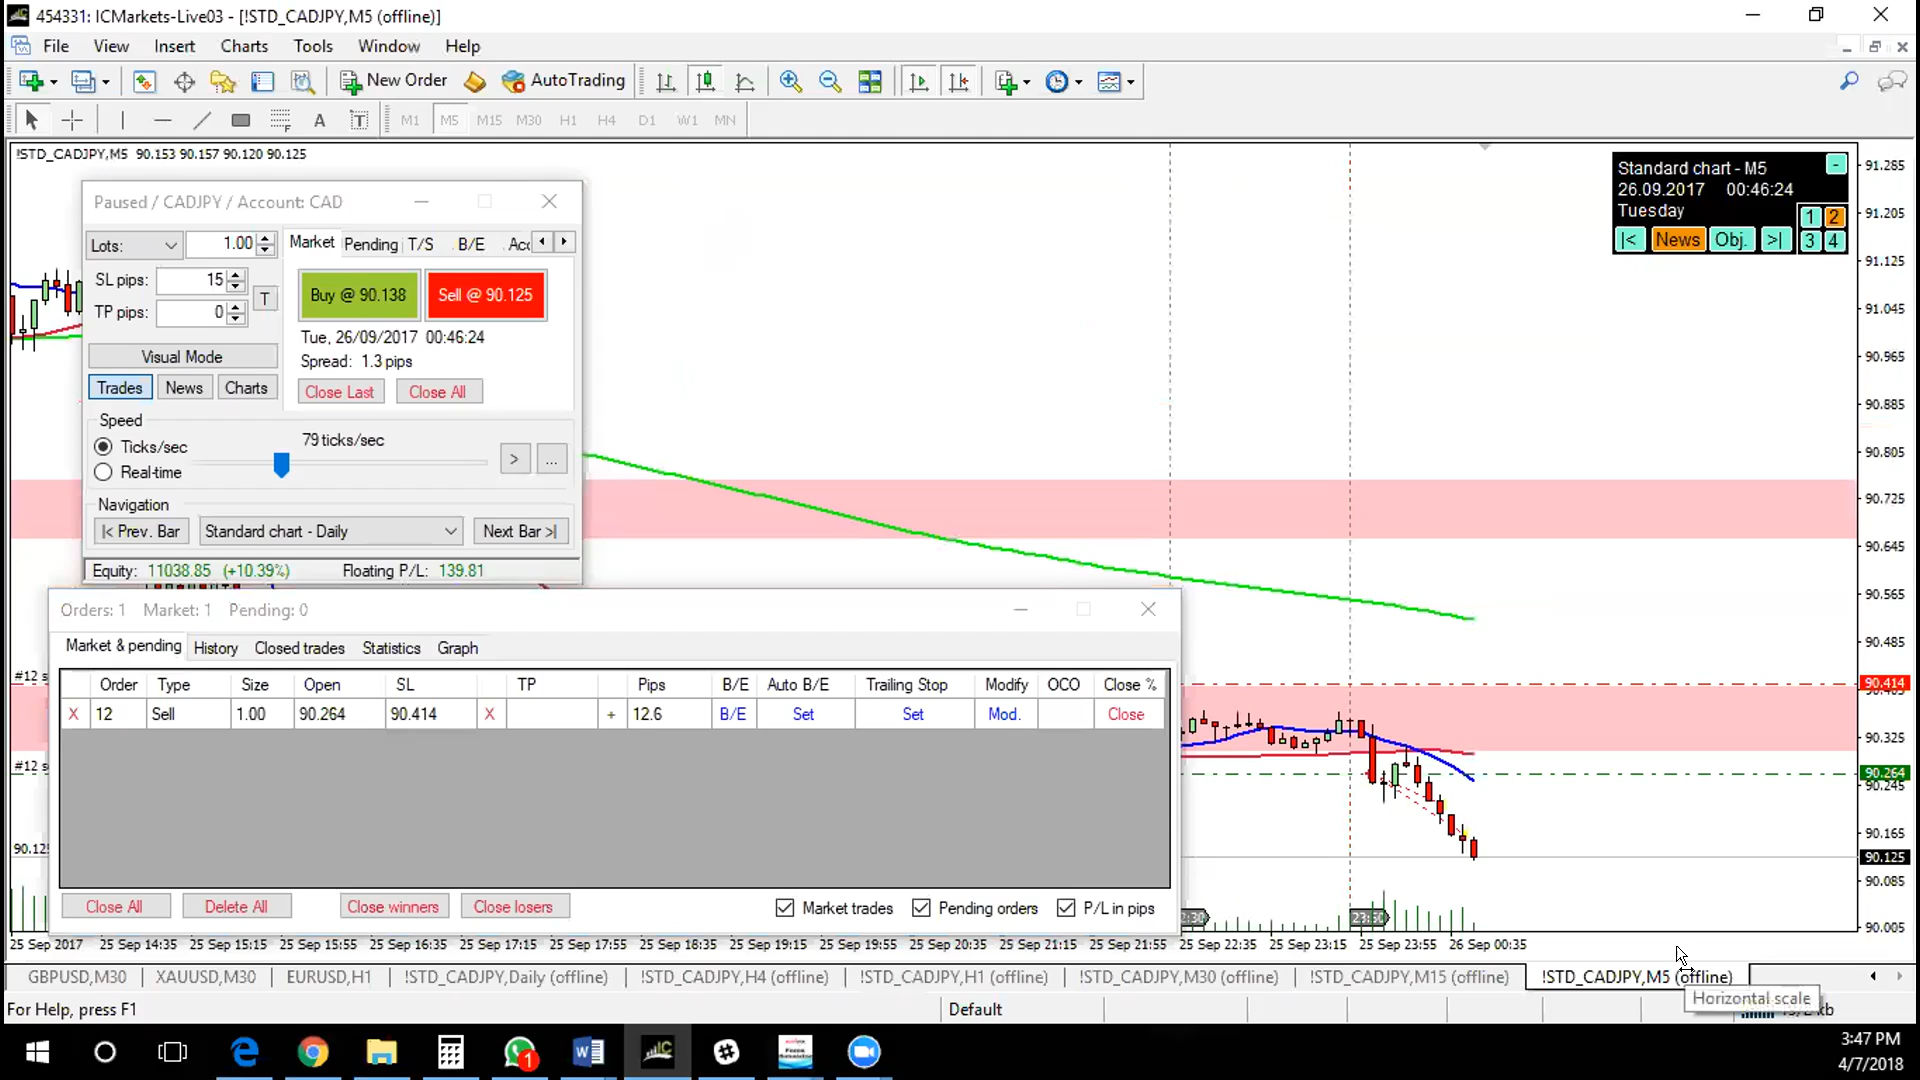 454331: ICMarkets-Live03 - [!STD_CADJPY,M5 (offline)]
File View Insert Charts Tools Window Help
New Order AutoTrading
A T M1 M5 M15 M30 H1 H4 D1 W1 MN
!STD_CADJPY,M5 90.153 90.157 90.120 90.125
Standard chart - M5
26.09.2017 00:46:24
Tuesday
|< News Obj. >| 1 2 3 4
91.285
91.205
91.125
91.045
90.965
90.885
90.805
90.725
90.645
90.565
90.485
90.414
90.325
90.264
90.245
90.165
90.125
90.085
90.005
Paused / CADJPY / Account: CAD
Lots: 1.00 Market Pending T/S B/E Acc
SL pips: 15
TP pips: 0 T
Buy @ 90.138 Sell @ 90.125
Tue, 26/09/2017 00:46:24
Spread: 1.3 pips
Visual Mode
Trades News Charts Close Last Close All
Speed
Ticks/sec 79 ticks/sec
Real-time > ...
Navigation
|< Prev. Bar Standard chart - Daily Next Bar >|
Equity: 11038.85 (+10.39%) Floating P/L: 139.81
Orders: 1 Market: 1 Pending: 0
Market & pending History Closed trades Statistics Graph
Order Type Size Open SL TP Pips B/E Auto B/E Trailing Stop Modify OCO Close %
X 12 Sell 1.00 90.264 90.414 X + 12.6 B/E Set Set Mod. Close
#12 s
#12 s
90.125
Close All Delete All Close winners Close losers Market trades Pending orders P/L in pips
2:30 23:50
25 Sep 2017 25 Sep 14:35 25 Sep 15:15 25 Sep 15:55 25 Sep 16:35 25 Sep 17:15 25 Sep 17:55 25 Sep 18:35 25 Sep 19:15 25 Sep 19:55 25 Sep 20:35 25 Sep 21:15 25 Sep 21:55 25 Sep 22:35 25 Sep 23:15 25 Sep 23:55 26 Sep 00:35
GBPUSD,M30 XAUUSD,M30 EURUSD,H1 !STD_CADJPY,Daily (offline) !STD_CADJPY,H4 (offline) !STD_CADJPY,H1 (offline) !STD_CADJPY,M30 (offline) !STD_CADJPY,M15 (offline) !STD_CADJPY,M5 (offline)
Horizontal scale
For Help, press F1 Default kb
1
3:47 PM
4/7/2018